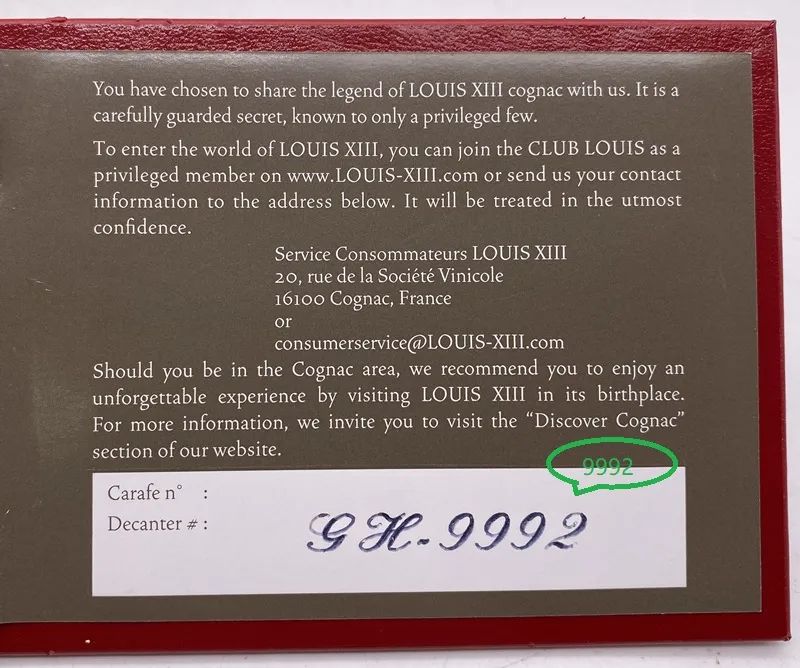 You have chosen to share the legend of LOUIS XIII cognac with us. It is a
carefully guarded secret, known to only a privileged few.
To enter the world of LOUIS XIII, you can join the CLUB LOUIS as a
privileged member on www.LOUIS-XIII.com or send us your contact
information to the address below. It will be treated in the utmost
confidence.
Service Consommateurs LOUIS XIII
20, rue de la Société Vinicole
16100 Cognac, France
or
consumerservice@LOUIS-XIII.com
Should you be in the Cognac area, we recommend you to enjoy an
unforgettable experience by visiting LOUIS XIII in its birthplace.
For more information, we invite you to visit the “Discover Cognac”
section of our website.
9992
Carafe n° :
Decanter # :
GH-9992